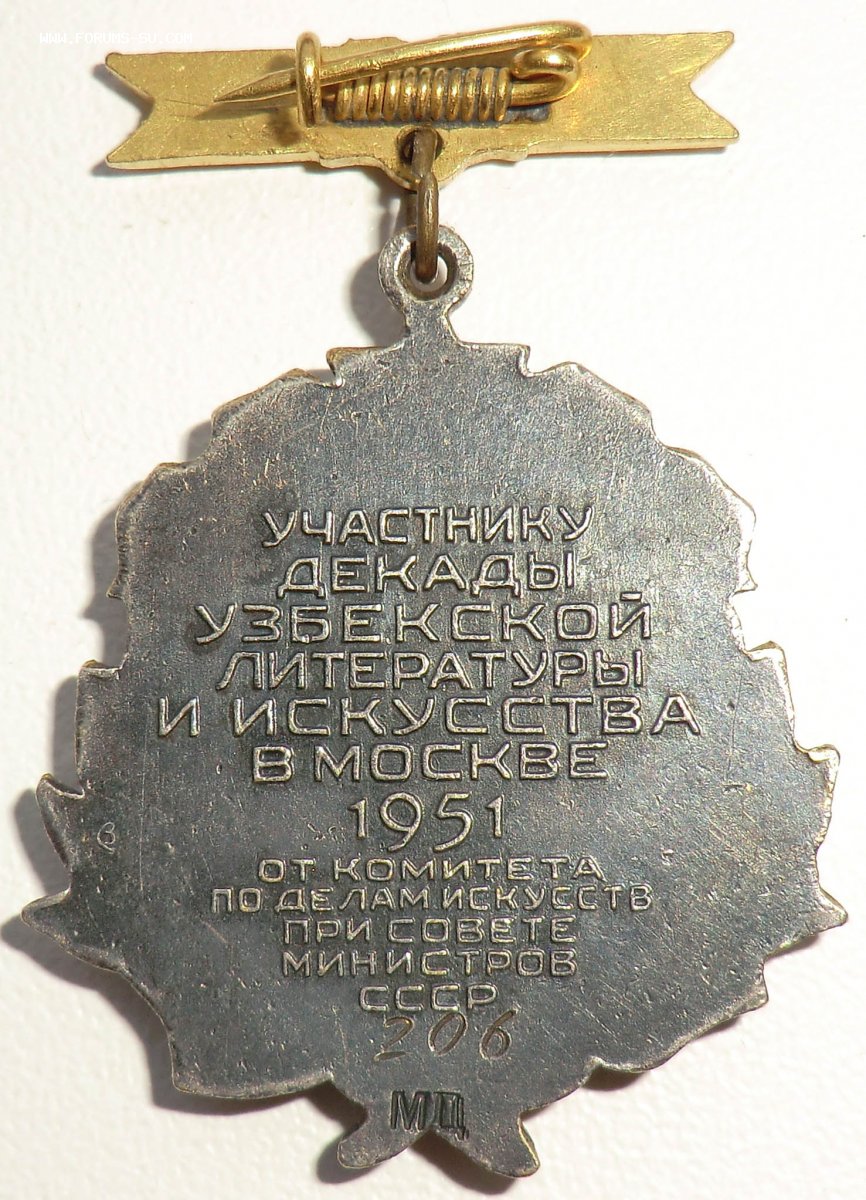 WWW.FORUMS-SU.COM
УЧАСТНИКУ
ДЕКАДЫ
УЗБЕКСКОЙ
ЛИТЕРАТУРЫ
И ИСКУССТВА
В МОСКВЕ
1951
ОТ КОМИТЕТА
ПО ДЕЛАМ ИСКУССТВ
ПРИ СОВЕТЕ
МИНИСТРОВ
СССР
206
МЦ